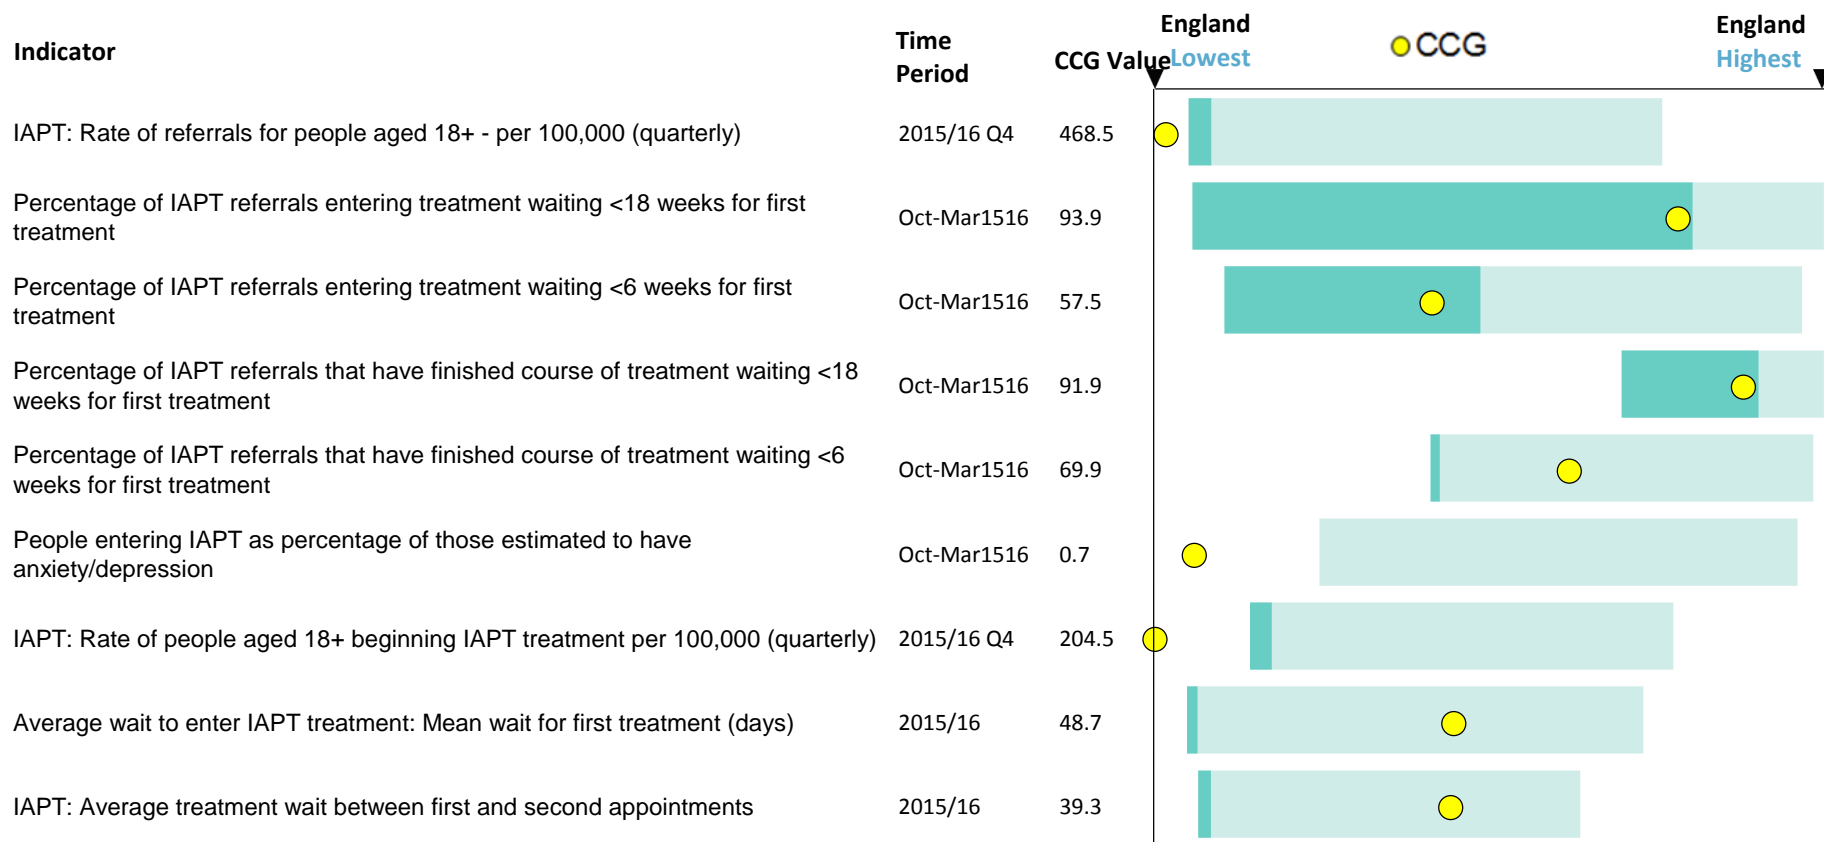 Indicator
Time
Period
CCG Value
England
Lowest
CCG
England
Highest
IAPT: Rate of referrals for people aged 18+ - per 100,000 (quarterly) 2015/16 Q4 468.5
Percentage of IAPT referrals entering treatment waiting <18 weeks for first
treatment
Oct-Mar1516 93.9
Percentage of IAPT referrals entering treatment waiting <6 weeks for first
treatment
Oct-Mar1516 57.5
Percentage of IAPT referrals that have finished course of treatment waiting <18
weeks for first treatment
Oct-Mar1516 91.9
Percentage of IAPT referrals that have finished course of treatment waiting <6
weeks for first treatment
Oct-Mar1516 69.9
People entering IAPT as percentage of those estimated to have
anxiety/depression
Oct-Mar1516 0.7
IAPT: Rate of people aged 18+ beginning IAPT treatment per 100,000 (quarterly) 2015/16 Q4 204.5
Average wait to enter IAPT treatment: Mean wait for first treatment (days) 2015/16 48.7
IAPT: Average treatment wait between first and second appointments 2015/16 39.3